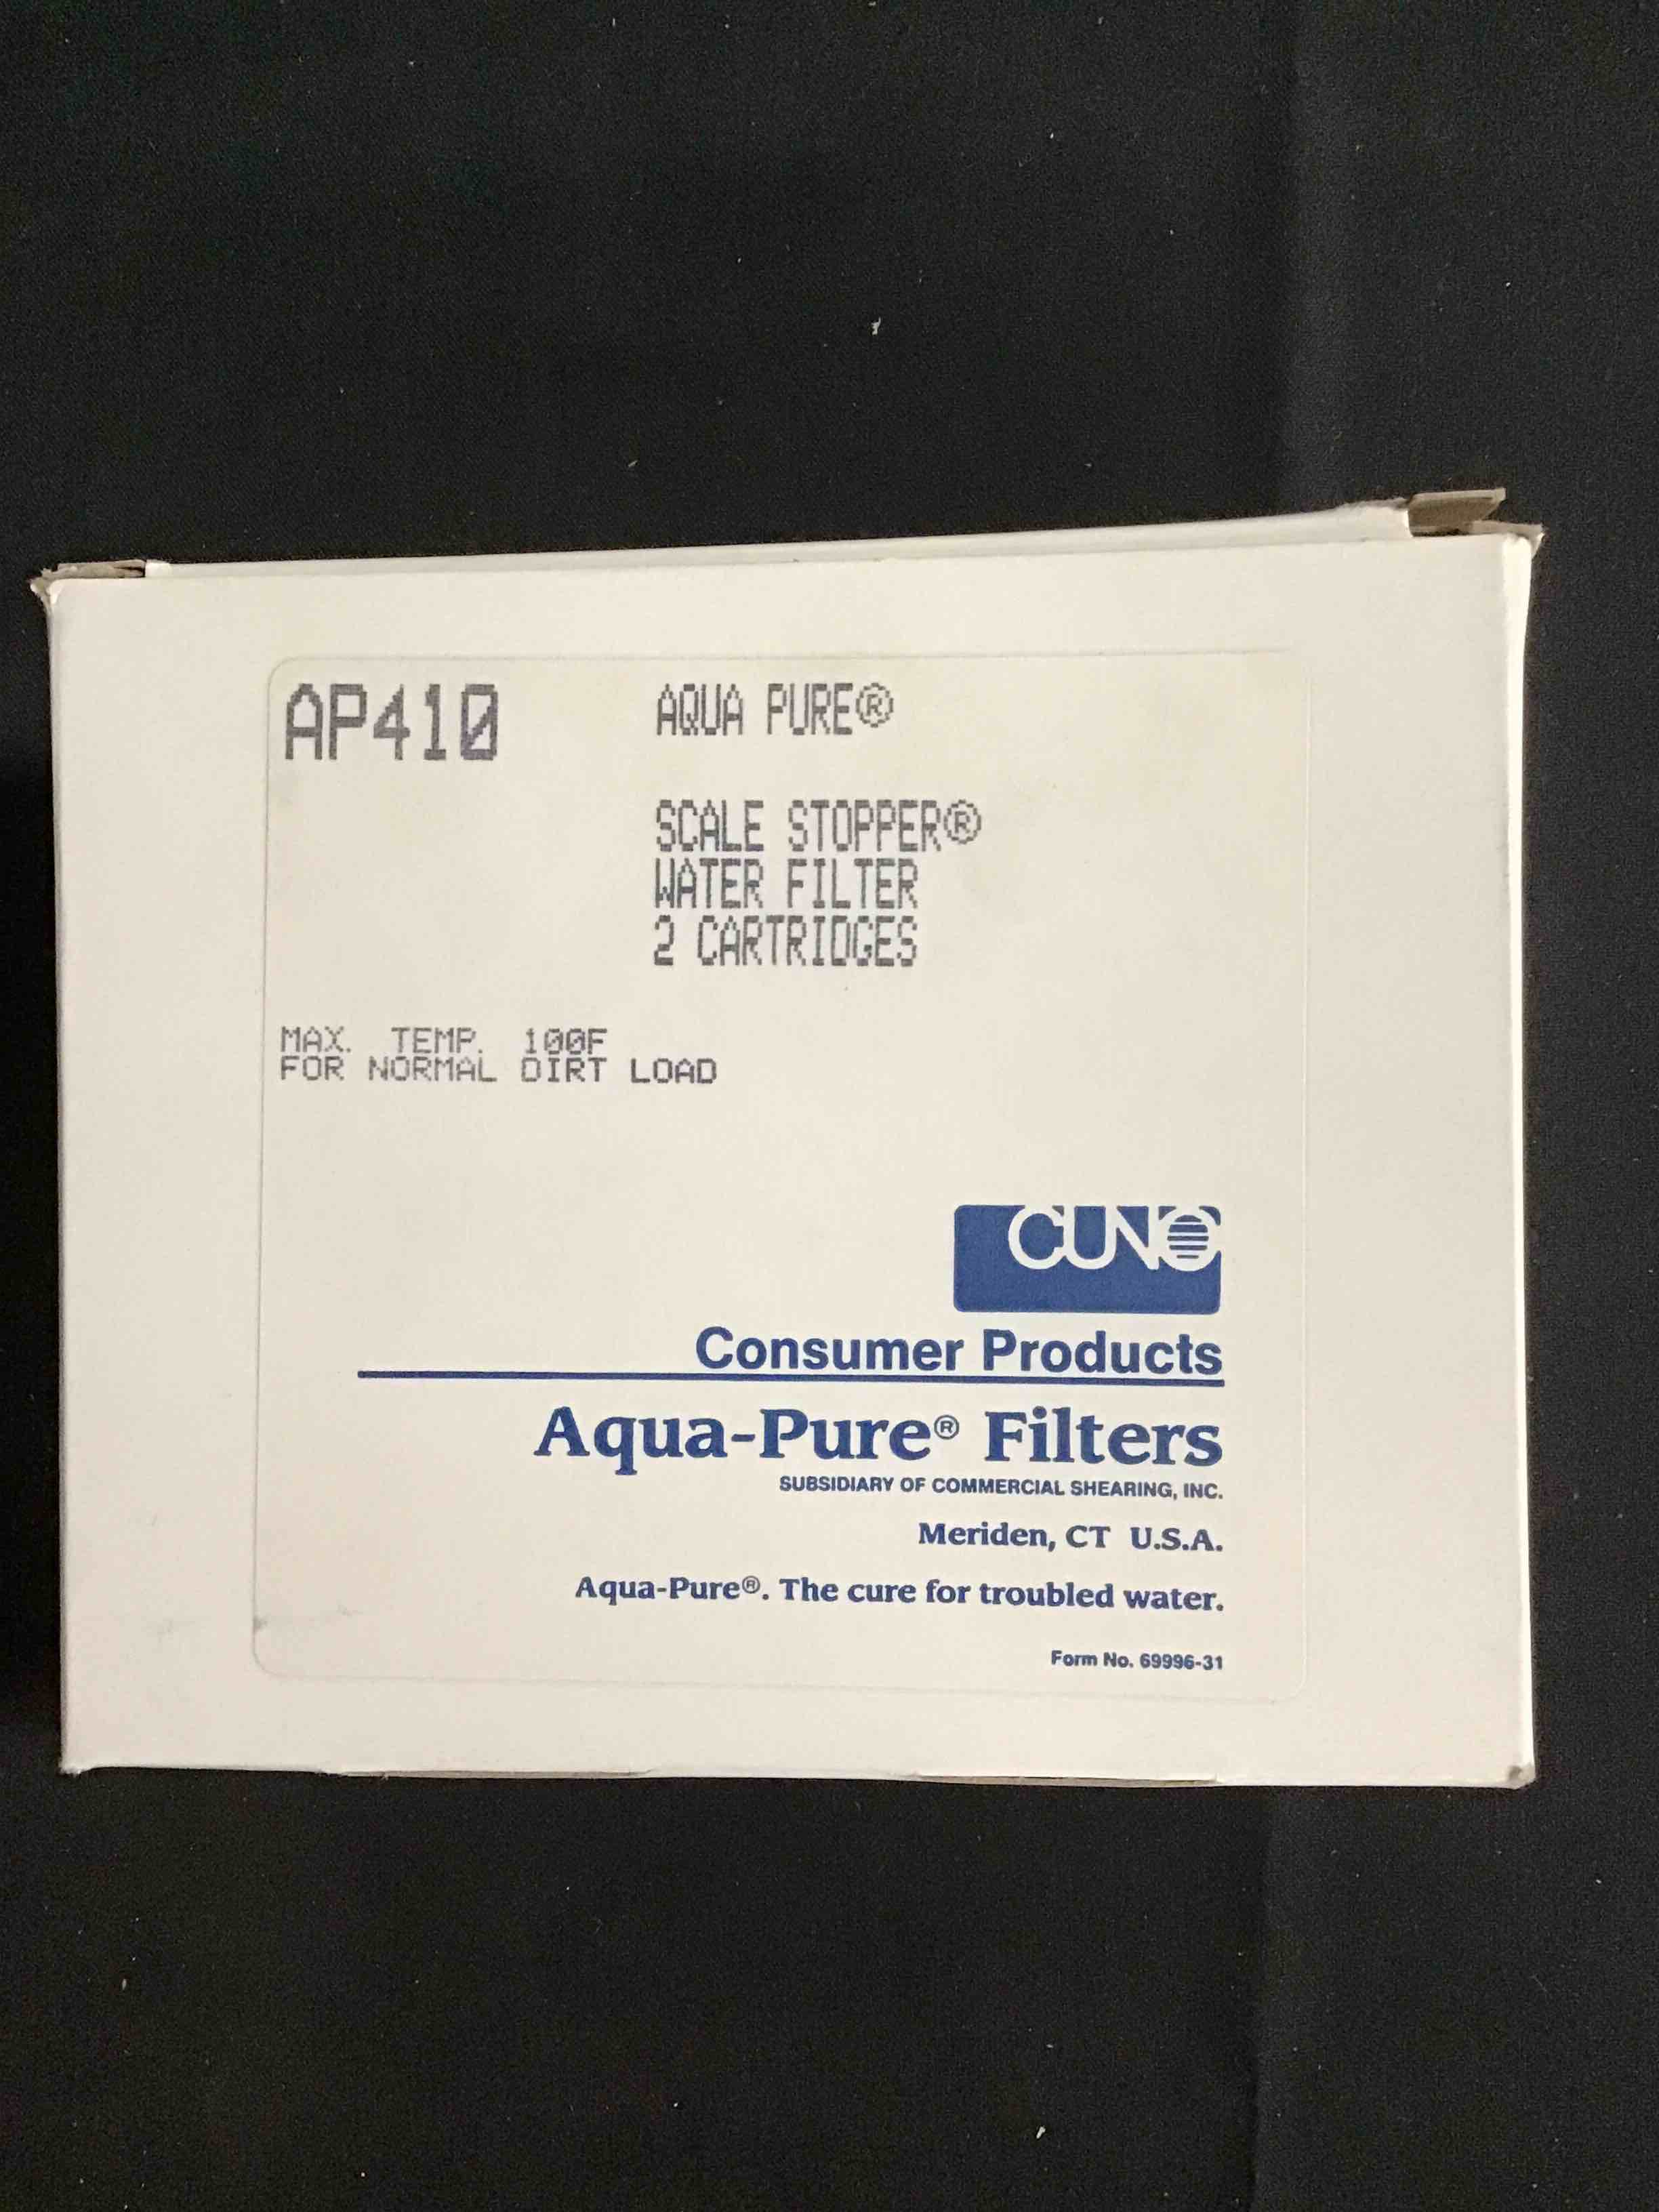 AP410 AQUA PURE®
SCALE STOPPER®
WATER FILTER
2 CARTRIDGES
MAX. TEMP. 100F
FOR NORMAL DIRT LOAD
CUNO
Consumer Products
Aqua-Pure® Filters
SUBSIDIARY OF COMMERCIAL SHEARING, INC.
Meriden, CT U.S.A.
Aqua-Pure®. The cure for troubled water.
Form No. 69996-31